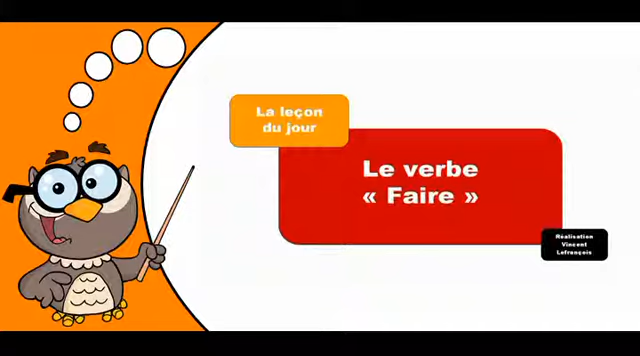 La leçon
du jour
Le verbe
« Faire »
Réalisation
Vincent
Lefrançois